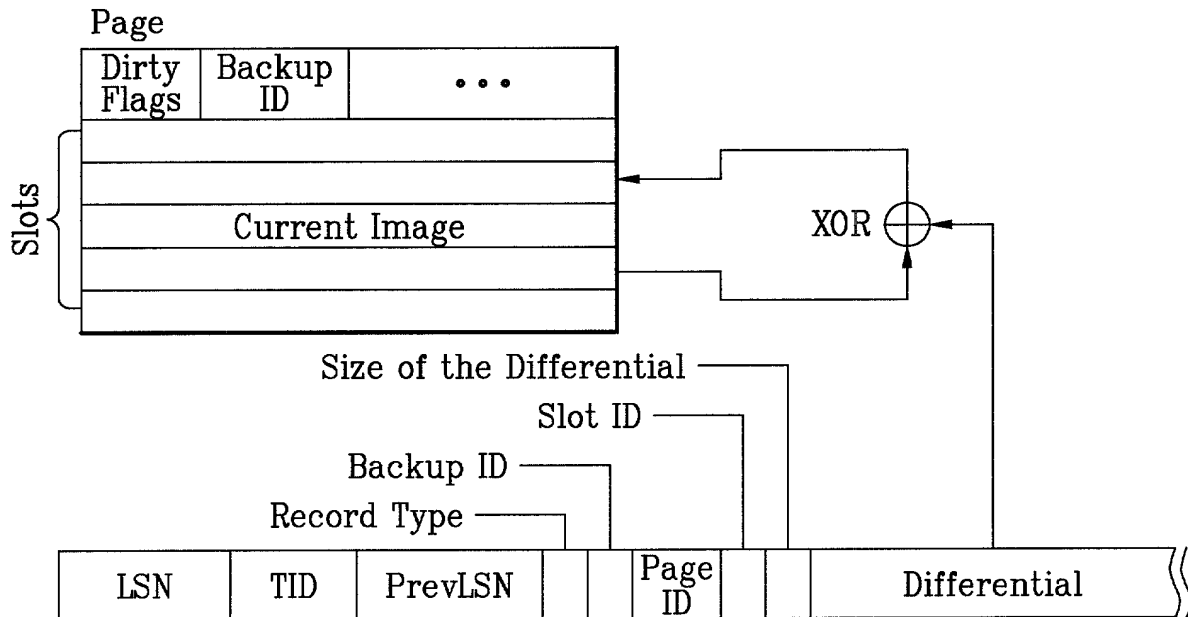 Page
Dirty
Flags
Backup
ID
•••
Slots
Current Image
XOR
Size of the Differential
Slot ID
Backup ID
Record Type
LSN
TID
PrevLSN
Page
ID
Differential